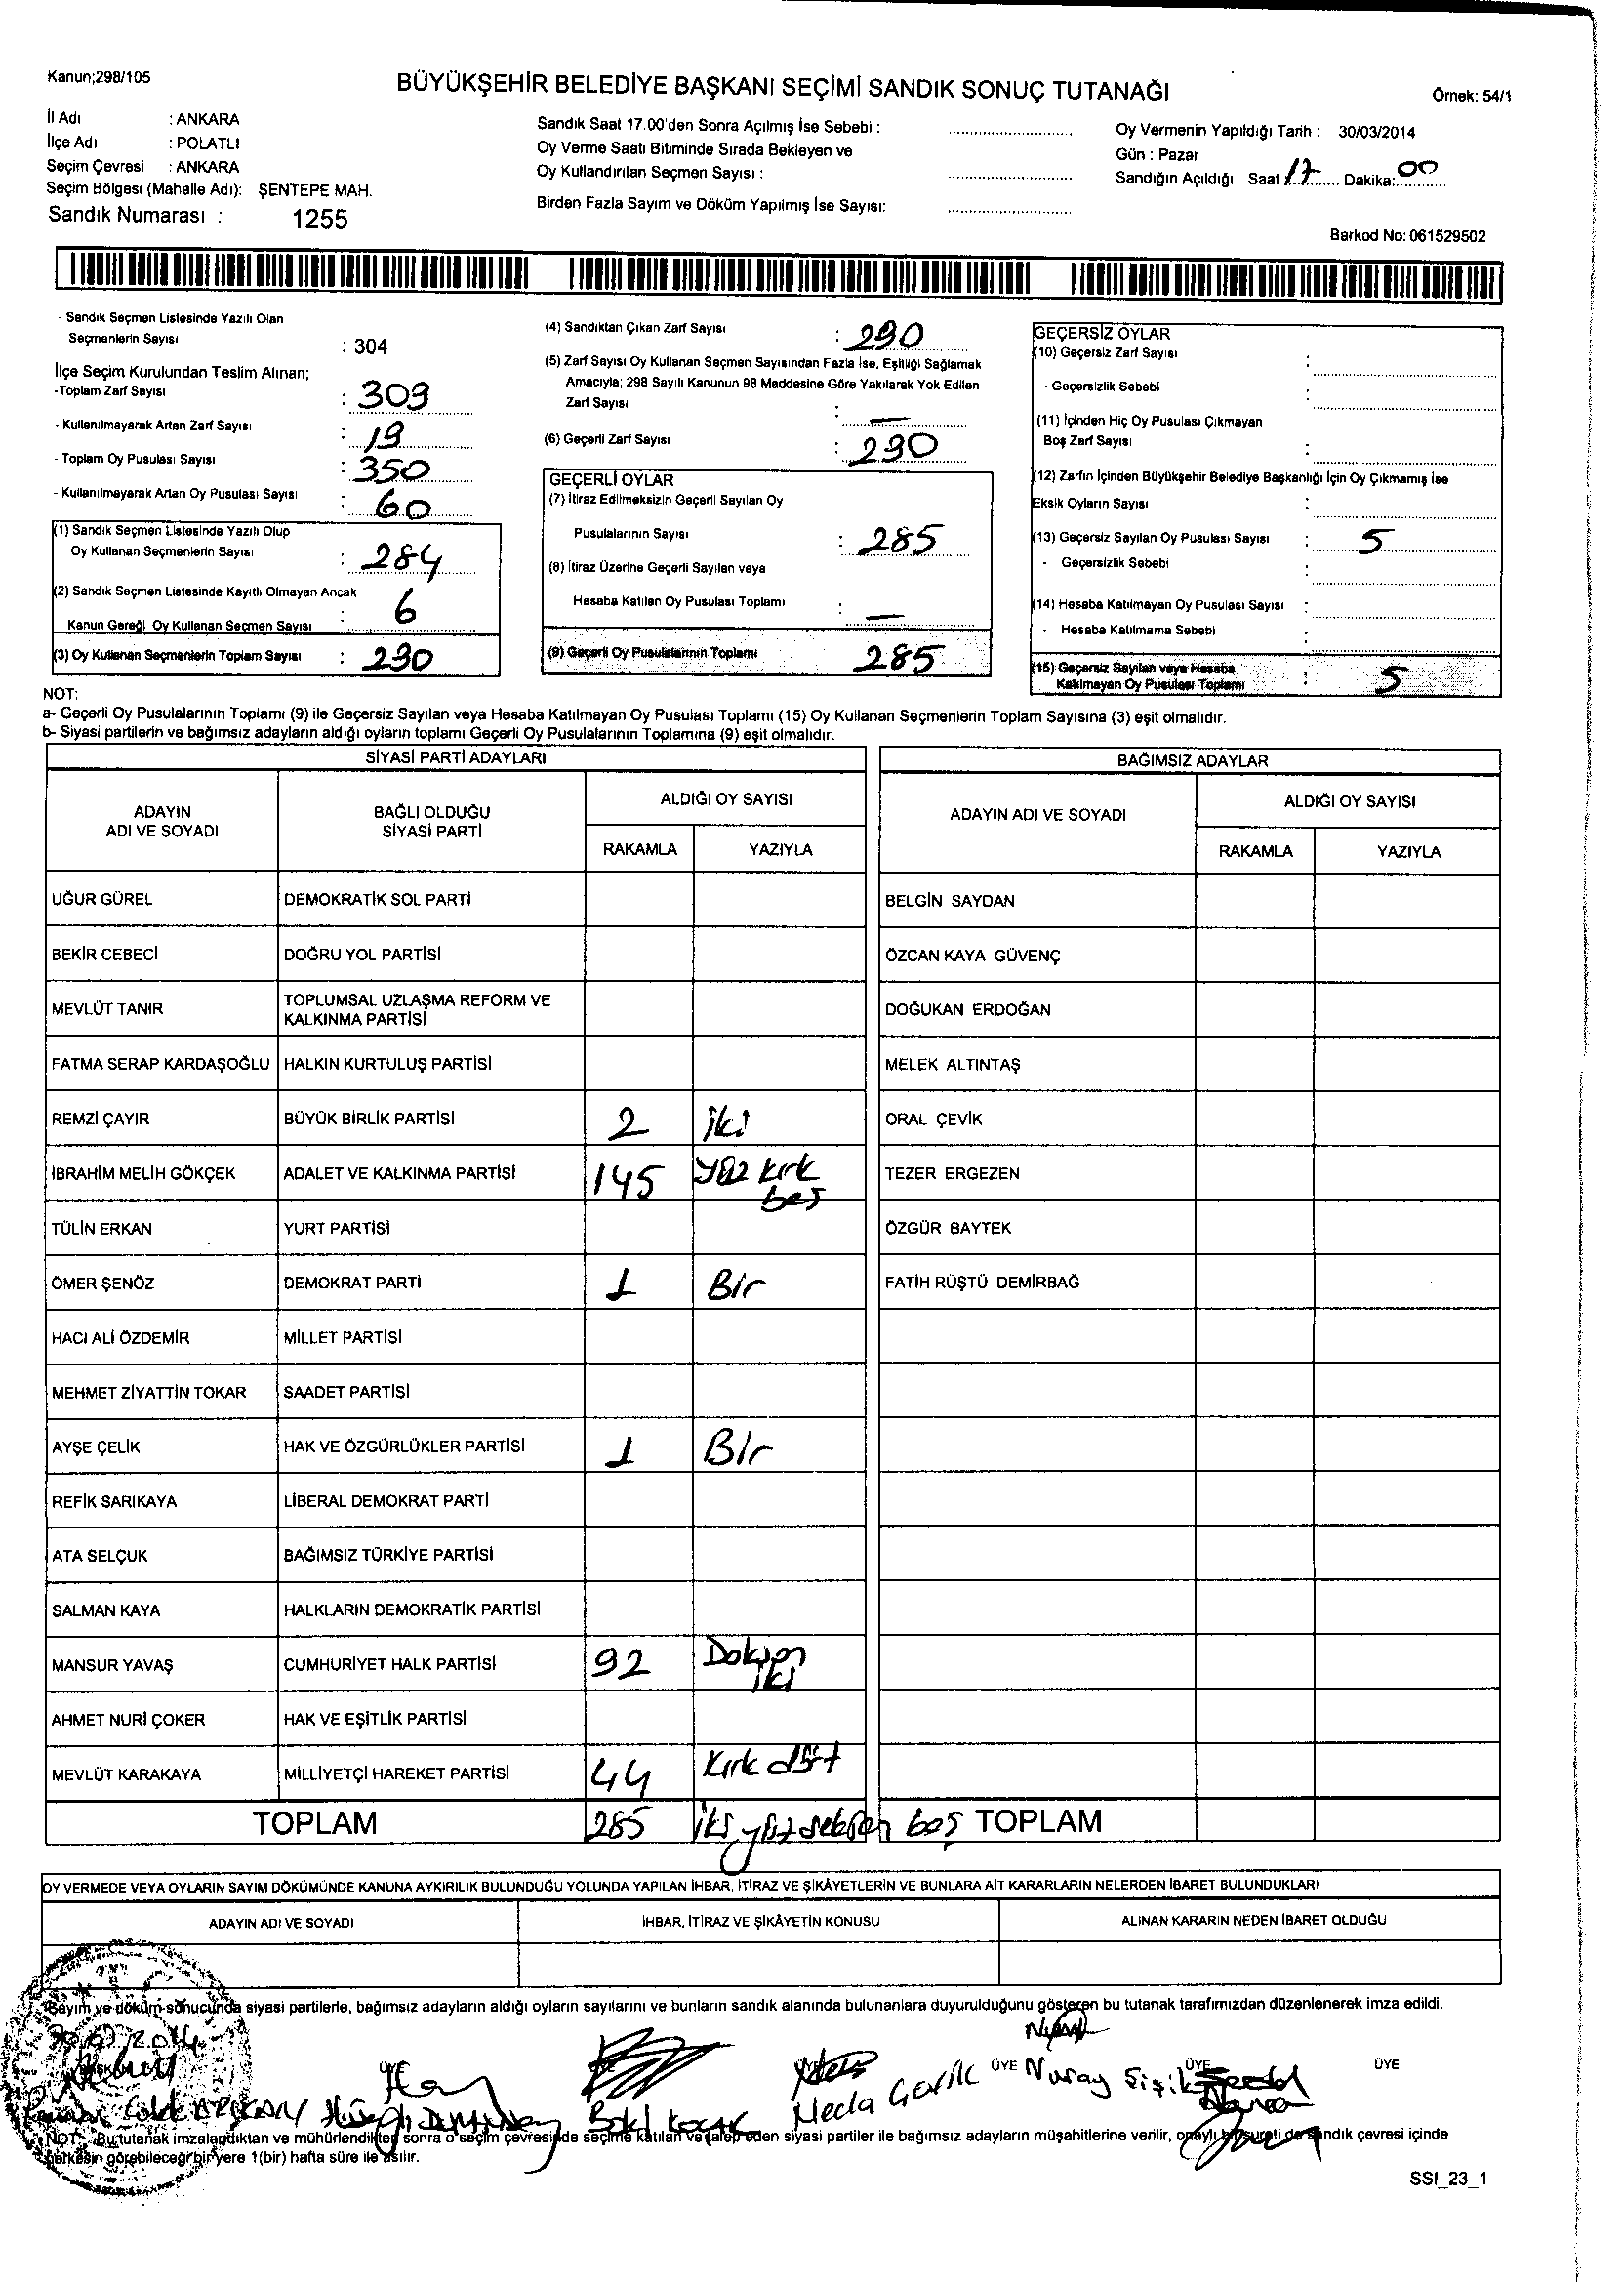 Kanun;298/105
BÜYÜKŞEHİR BELEDİYE BAŞKANI SEÇİMİ SANDIK SONUÇ TUTANAĞI
Örnek: 54/1
İl Adı : ANKARA
İlçe Adı : POLATLI
Seçim Çevresi : ANKARA
Seçim Bölgesi (Mahalle Adı): ŞENTEPE MAH.
Sandık Numarası : 1255
Sandık Saat 17.00'den Sonra Açılmış İse Sebebi :
Oy Verme Saati Bitiminde Sırada Bekleyen ve
Oy Kullandırılan Seçmen Sayısı :
Birden Fazla Sayım ve Döküm Yapılmış İse Sayısı:
Oy Vermenin Yapıldığı Tarih : 30/03/2014
Gün : Pazar
Sandığın Açıldığı Saat 17 Dakika: 00
Barkod No: 061529502
- Sandık Seçmen Listesinde Yazılı Olan
Seçmenlerin Sayısı : 304
İlçe Seçim Kurulundan Teslim Alınan;
-Toplam Zarf Sayısı : 309
- Kullanılmayarak Artan Zarf Sayısı : 19
- Toplam Oy Pusulası Sayısı : 350
- Kullanılmayarak Artan Oy Pusulası Sayısı : 60
(1) Sandık Seçmen Listesinde Yazılı Olup
Oy Kullanan Seçmenlerin Sayısı : 284
(2) Sandık Seçmen Listesinde Kayıtlı Olmayan Ancak
Kanun Gereği Oy Kullanan Seçmen Sayısı : 6
(3) Oy Kullanan Seçmenlerin Toplam Sayısı : 290
(4) Sandıktan Çıkan Zarf Sayısı : 290
(5) Zarf Sayısı Oy Kullanan Seçmen Sayısından Fazla İse, Eşitliği Sağlamak
Amacıyla; 298 Sayılı Kanunun 98.Maddesine Göre Yakılarak Yok Edilen
Zarf Sayısı : —
(6) Geçerli Zarf Sayısı : 290
GEÇERLİ OYLAR
(7) İtiraz Edilmeksizin Geçerli Sayılan Oy
Pusulalarının Sayısı : 285
(8) İtiraz Üzerine Geçerli Sayılan veya
Hesaba Katılan Oy Pusulası Toplamı : —
(9) Geçerli Oy Pusulalarının Toplamı 285
GEÇERSİZ OYLAR
(10) Geçersiz Zarf Sayısı :
- Geçersizlik Sebebi :
(11) İçinden Hiç Oy Pusulası Çıkmayan
Boş Zarf Sayısı :
(12) Zarfın İçinden Büyükşehir Belediye Başkanlığı İçin Oy Çıkmamış İse
Eksik Oyların Sayısı :
(13) Geçersiz Sayılan Oy Pusulası Sayısı : 5
- Geçersizlik Sebebi :
(14) Hesaba Katılmayan Oy Pusulası Sayısı :
- Hesaba Katılmama Sebebi :
(15) Geçersiz Sayılan veya Hesaba
Katılmayan Oy Pusulası Toplamı : 5
NOT:
a- Geçerli Oy Pusulalarının Toplamı (9) ile Geçersiz Sayılan veya Hesaba Katılmayan Oy Pusulası Toplamı (15) Oy Kullanan Seçmenlerin Toplam Sayısına (3) eşit olmalıdır.
b- Siyasi partilerin ve bağımsız adayların aldığı oyların toplamı Geçerli Oy Pusulalarının Toplamına (9) eşit olmalıdır.
SİYASİ PARTİ ADAYLARI
ADAYIN
ADI VE SOYADI
BAĞLI OLDUĞU
SİYASİ PARTİ
ALDIĞI OY SAYISI
RAKAMLA YAZIYLA
UĞUR GÜREL DEMOKRATİK SOL PARTİ
BEKİR CEBECİ DOĞRU YOL PARTİSİ
MEVLÜT TANIR TOPLUMSAL UZLAŞMA REFORM VE
KALKINMA PARTİSİ
FATMA SERAP KARDAŞOĞLU HALKIN KURTULUŞ PARTİSİ
REMZİ ÇAYIR BÜYÜK BİRLİK PARTİSİ 2 iki
İBRAHİM MELİH GÖKÇEK ADALET VE KALKINMA PARTİSİ 145 yüz kırk
beş
TÜLİN ERKAN YURT PARTİSİ
ÖMER ŞENÖZ DEMOKRAT PARTİ 1 Bir
HACI ALİ ÖZDEMİR MİLLET PARTİSİ
MEHMET ZİYATTİN TOKAR SAADET PARTİSİ
AYŞE ÇELİK HAK VE ÖZGÜRLÜKLER PARTİSİ 1 Bir
REFİK SARIKAYA LİBERAL DEMOKRAT PARTİ
ATA SELÇUK BAĞIMSIZ TÜRKİYE PARTİSİ
SALMAN KAYA HALKLARIN DEMOKRATİK PARTİSİ
MANSUR YAVAŞ CUMHURİYET HALK PARTİSİ 92 Doksan
iki
AHMET NURİ ÇOKER HAK VE EŞİTLİK PARTİSİ
MEVLÜT KARAKAYA MİLLİYETÇİ HAREKET PARTİSİ 44 Kırk dört
TOPLAM 285 İki yüz seksen beş
BAĞIMSIZ ADAYLAR
ADAYIN ADI VE SOYADI
ALDIĞI OY SAYISI
RAKAMLA YAZIYLA
BELGİN SAYDAN
ÖZCAN KAYA GÜVENÇ
DOĞUKAN ERDOĞAN
MELEK ALTINTAŞ
ORAL ÇEVİK
TEZER ERGEZEN
ÖZGÜR BAYTEK
FATİH RÜŞTÜ DEMİRBAĞ
TOPLAM
OY VERMEDE VEYA OYLARIN SAYIM DÖKÜMÜNDE KANUNA AYKIRILIK BULUNDUĞU YOLUNDA YAPILAN İHBAR, İTİRAZ VE ŞİKÂYETLERİN VE BUNLARA AİT KARARLARIN NELERDEN İBARET BULUNDUKLARI
ADAYIN ADI VE SOYADI İHBAR, İTİRAZ VE ŞİKÂYETİN KONUSU ALINAN KARARIN NEDEN İBARET OLDUĞU
Sayım ve döküm sonucunda siyasi partilerle, bağımsız adayların aldığı oyların sayılarını ve bunların sandık alanında bulunanlara duyurulduğunu gösteren bu tutanak tarafımızdan düzenlenerek imza edildi.
ÜYE ÜYE ÜYE
Necla Nuray
NOT: Bu tutanak imzalandıktan ve mühürlendikten sonra o seçim çevresinde seçime katılan ve talep eden siyasi partiler ile bağımsız adayların müşahitlerine verilir, onaylı bir sureti de sandık çevresi içinde
herkesin görebileceği bir yere 1(bir) hafta süre ile asılır.
SSI_23_1